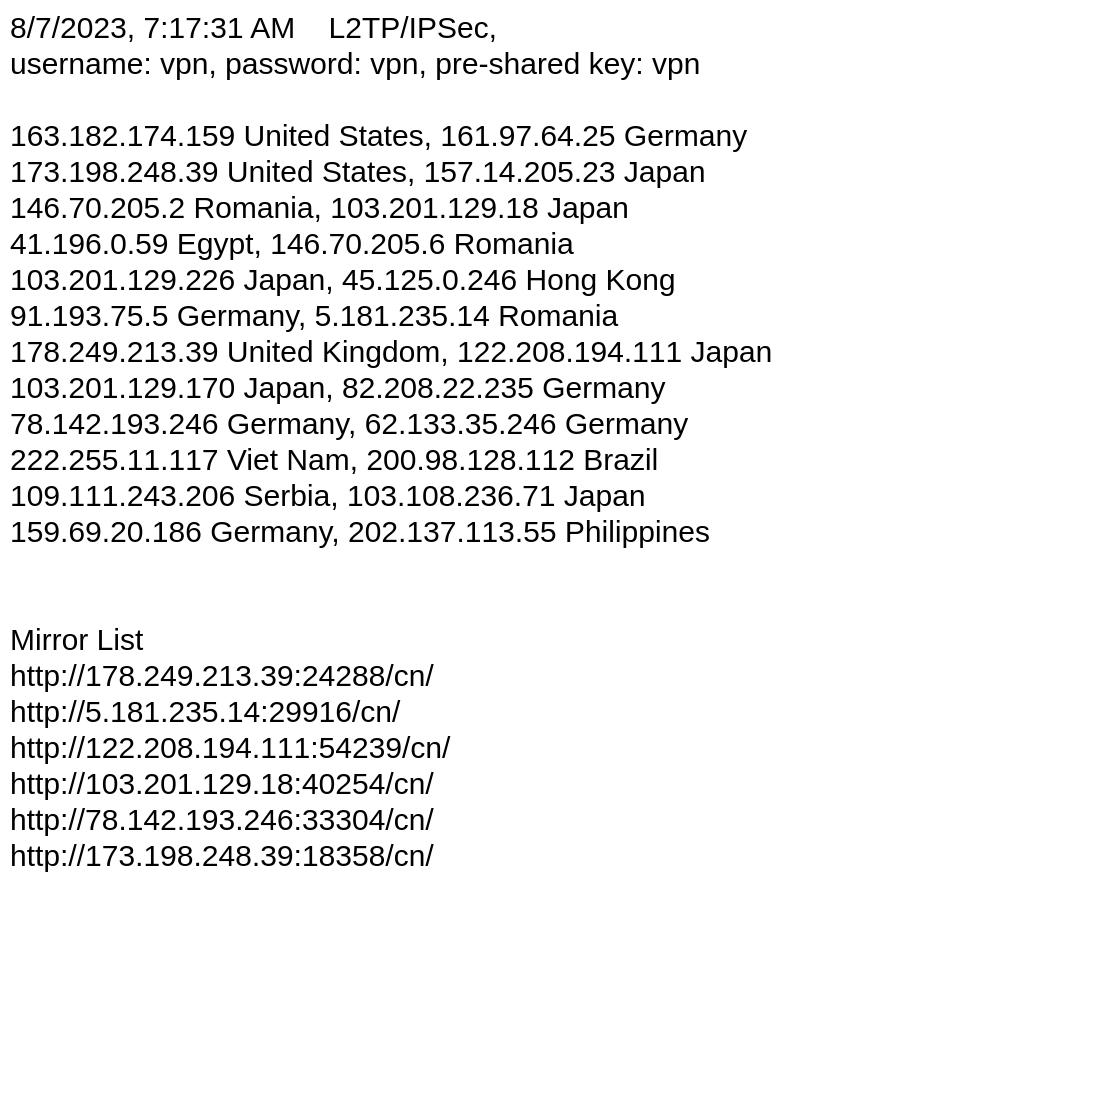 8/7/2023, 7:17:31 AM    L2TP/IPSec,
username: vpn, password: vpn, pre-shared key: vpn
163.182.174.159 United States, 161.97.64.25 Germany
173.198.248.39 United States, 157.14.205.23 Japan
146.70.205.2 Romania, 103.201.129.18 Japan
41.196.0.59 Egypt, 146.70.205.6 Romania
103.201.129.226 Japan, 45.125.0.246 Hong Kong
91.193.75.5 Germany, 5.181.235.14 Romania
178.249.213.39 United Kingdom, 122.208.194.111 Japan
103.201.129.170 Japan, 82.208.22.235 Germany
78.142.193.246 Germany, 62.133.35.246 Germany
222.255.11.117 Viet Nam, 200.98.128.112 Brazil
109.111.243.206 Serbia, 103.108.236.71 Japan
159.69.20.186 Germany, 202.137.113.55 Philippines
Mirror List
http://178.249.213.39:24288/cn/
http://5.181.235.14:29916/cn/
http://122.208.194.111:54239/cn/
http://103.201.129.18:40254/cn/
http://78.142.193.246:33304/cn/
http://173.198.248.39:18358/cn/